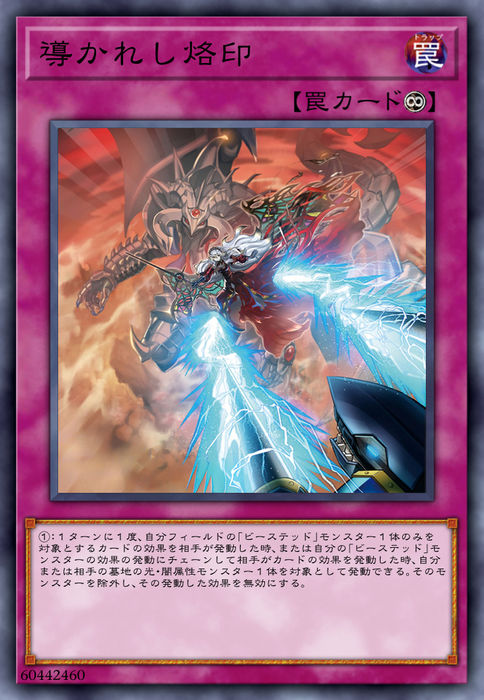 導かれし烙印
トラップ
罠
【罠カード】
①:1ターンに1度、自分フィールドの「ビーステッド」モンスター1体のみを
対象とするカードの効果を相手が発動した時、または自分の「ビーステッド」モ
ンスターの効果の発動にチェーンして相手がカードの効果を発動した時、自分
または相手の墓地の光・闇属性モンスター1体を対象として発動できる。そのモ
ンスターを除外し、その発動した効果を無効にする。
60442460